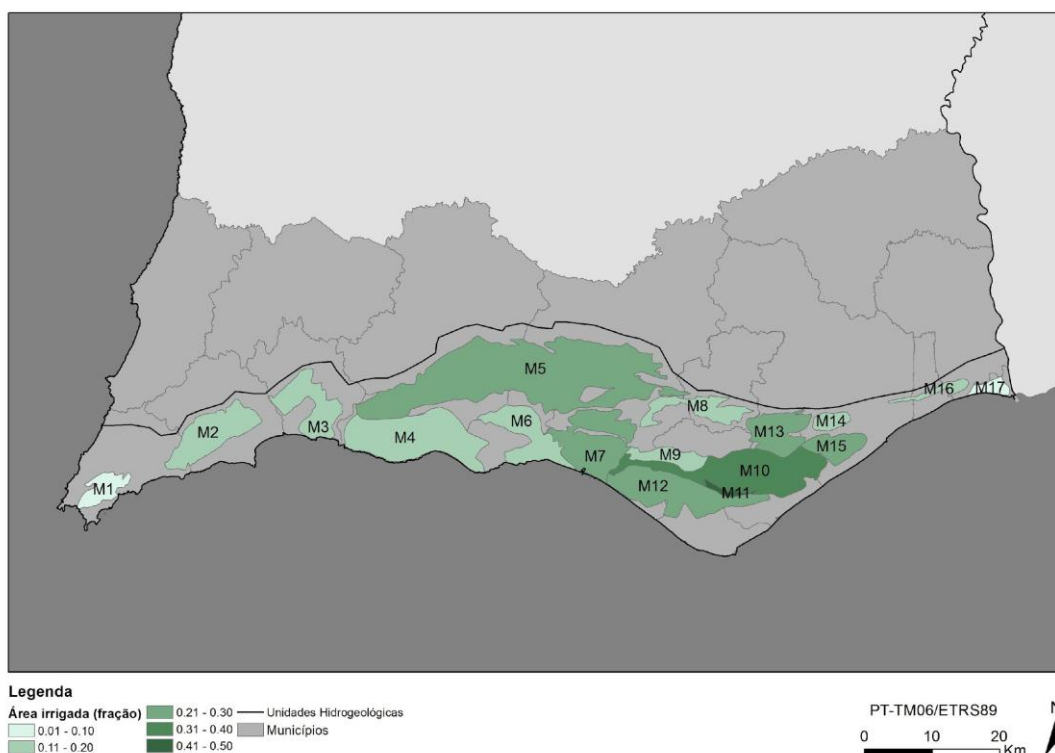 M5
M16
M17
M3
M6
M8
M14
M2
M4
M13
M15
M7
M9
M10
M1
M12
M11
Legenda
Área irrigada (fração)
0.01 - 0.10
0.11 - 0.20
0.21 - 0.30
0.31 - 0.40
0.41 - 0.50
Unidades Hidrogeológicas
Municípios
PT-TM06/ETRS89
0 10 20
Km
N